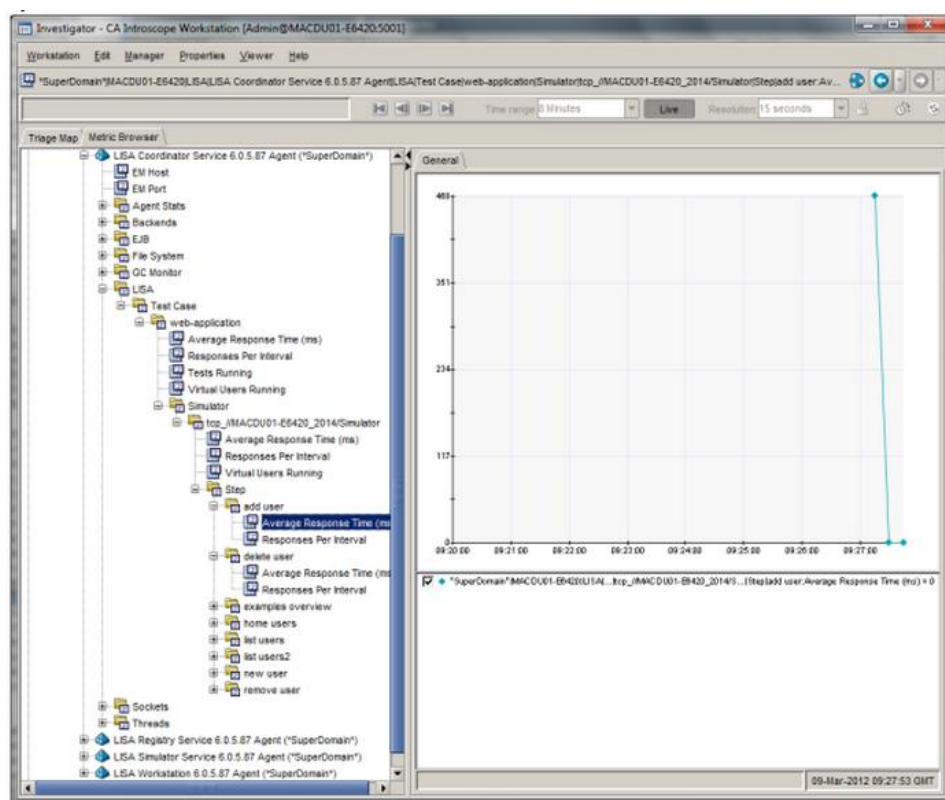 Investigator - CA Introscope Workstation [Admin@MACDU01-E6420:5001]
Workstation Edit Manager Properties Viewer Help
*SuperDomain*|MACDU01-E6420|LISA|LISA Coordinator Service 6.0.5.87 Agent|LISA|Test Case|web-application|Simulator|tcp_//MACDU01-E6420_2014/Simulator|Step|add user:Av...
Time range: 8 Minutes Live Resolution: 15 seconds
Triage Map Metric Browser
LISA Coordinator Service 6.0.5.87 Agent (*SuperDomain*)
EM Host
EM Port
Agent Stats
Backends
EJB
File System
GC Monitor
LISA
Test Case
web-application
Average Response Time (ms)
Responses Per Interval
Tests Running
Virtual Users Running
Simulator
tcp_//MACDU01-E6420_2014/Simulator
Average Response Time (ms)
Responses Per Interval
Virtual Users Running
Step
add user
Average Response Time (ms
Responses Per Interval
delete user
Average Response Time (ms
Responses Per Interval
examples overview
home users
list users
list users2
new user
remove user
Sockets
Threads
LISA Registry Service 6.0.5.87 Agent (*SuperDomain*)
LISA Simulator Service 6.0.5.87 Agent (*SuperDomain*)
LISA Workstation 6.0.5.87 Agent (*SuperDomain*)
General
468
351
234
117
0
09:20:00 09:21:00 09:22:00 09:23:00 09:24:00 09:25:00 09:26:00 09:27:00
*SuperDomain*|MACDU01-E6420|LISA|...|tcp_//MACDU01-E6420_2014/S...|Step|add user:Average Response Time (ms) = 0
09-Mar-2012 09:27:53 GMT